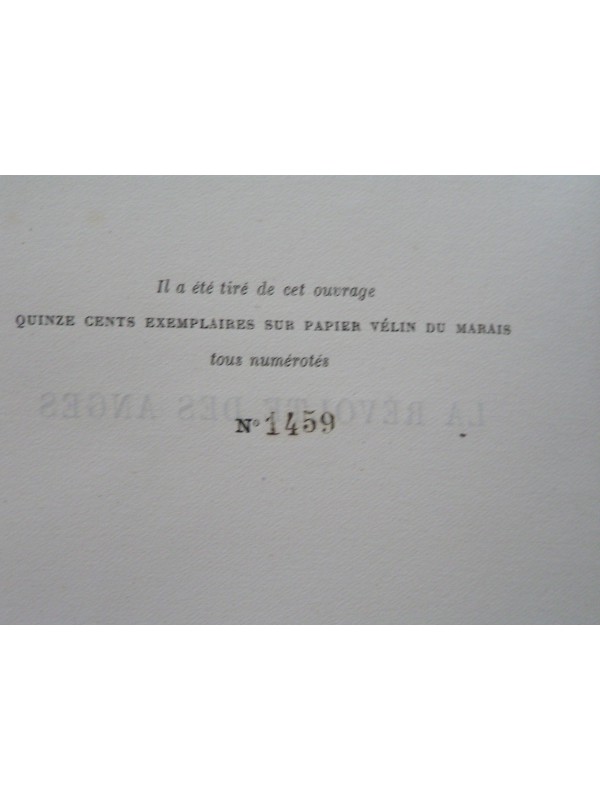 Il a été tiré de cet ouvrage
QUINZE CENTS EXEMPLAIRES SUR PAPIER VÉLIN DU MARAIS
tous numérotés
LA RÉVOLTE DES ANGES
N° 1459